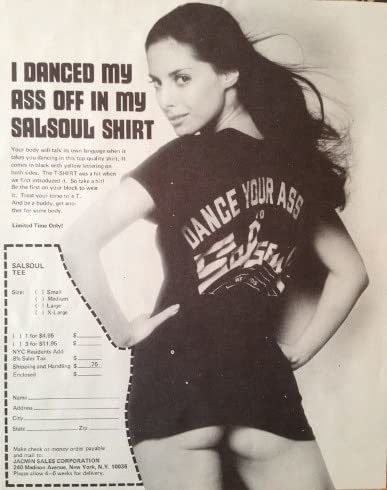 I DANCED MY
ASS OFF IN MY
SALSOUL SHIRT
Your body will talk its own language when it
takes you dancing in this top quality shirt. It
comes in black with yellow lettering on
both sides. The T-SHIRT was a hit when
we first introduced it. So take a hit!
Be the first on your block to wear
it. Treat your torso to a T.
And be a buddy, get ano-
ther for some body.
Limited Time Only!
SALSOUL
TEE
Size: ( ) Small
( ) Medium
( ) Large
( ) X-Large
( ) 1 for $4.95 $
( ) 3 for $11.95 $
NYC Residents Add
8% Sales Tax $
Shipping and Handling $ .75
Enclosed $
Name
Address
City
State Zip
Make check or money order payable
and mail to:
JACMIN SALES CORPORATION
240 Madison Avenue, New York, N.Y. 10036
Please allow 4-6 weeks for delivery.
DANCE YOUR ASS
TO
Salsoul